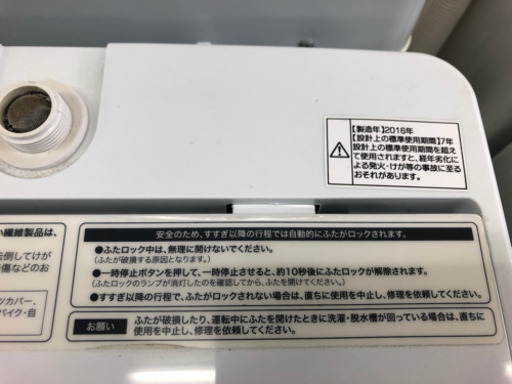 【製造年】2016年
【設計上の標準使用期間】7年
設計上の標準使用期間を超え
て使用されますと、経年劣化に
よる発火・けが等の事故に至る
おそれがあります。
い繊維製品は、
転倒してけが
傷などのお
ッカバー、
バイク・自
安全のため、すすぎ以降の行程では自動的にふたがロックされます。
●ふたロック中は、無理に開けないでください。
（ふたが破損する原因となります。）
●一時停止ボタンを押して、一時停止させると、約10秒後にふたロックが解除されます。
（ふたロックのランプが消灯したのを確認してから、ふたを開けてください。）
●すすぎ以降の行程で、ふたがロックされない場合は、直ちに使用を中止し、修理を依頼してください。
お願い
ふたが破損したり、運転中にふたを開けたときに洗濯・脱水槽が回っている場合は、直ちに
使用を中止し、修理を依頼してください。